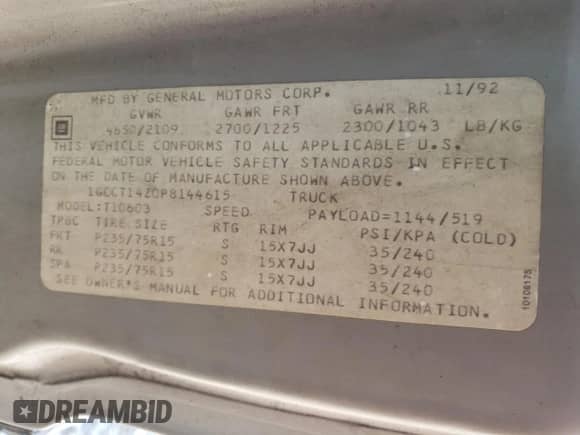 MFD BY GENERAL MOTORS CORP. 11/92
GVWR GAWR FRT GAWR RR
GM 4650/2109 2700/1225 2300/1043 LB/KG
THIS VEHICLE CONFORMS TO ALL APPLICABLE U.S.
FEDERAL MOTOR VEHICLE SAFETY STANDARDS IN EFFECT
ON THE DATE OF MANUFACTURE SHOWN ABOVE.
1GCCT14Z0P8144615 TRUCK
MODEL:T10603 SPEED PAYLOAD=1144/519
TPBC TIRE SIZE RTG RIM PSI/KPA (COLD)
FRT P235/75R15 S 15X7JJ 35/240
RR P235/75R15 S 15X7JJ 35/240
SPA P235/75R15 S 15X7JJ 35/240
SEE OWNER'S MANUAL FOR ADDITIONAL INFORMATION.
10106175
DREAMBID